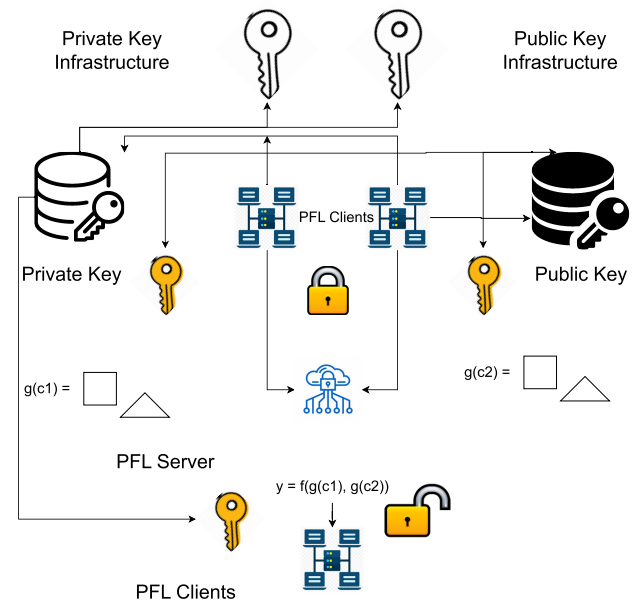 Private Key
Infrastructure
Public Key
Infrastructure
PFL Clients
Private Key
Public Key
g(c1) =
g(c2) =
PFL Server
y = f(g(c1), g(c2))
PFL Clients